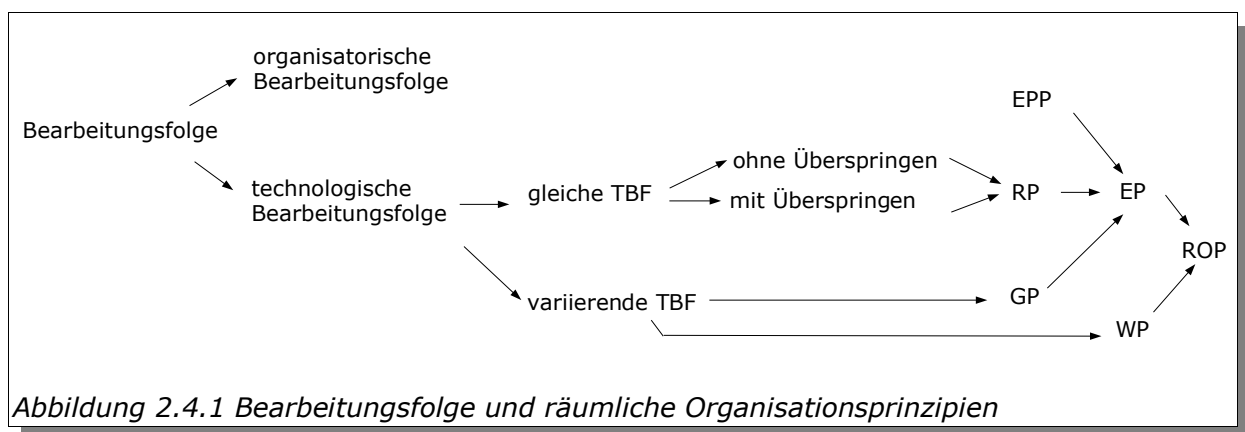 organisatorische
Bearbeitungsfolge
Bearbeitungsfolge
technologische
Bearbeitungsfolge
gleiche TBF
ohne Überspringen
mit Überspringen
variierende TBF
EPP
RP
EP
GP
WP
ROP
Abbildung 2.4.1 Bearbeitungsfolge und räumliche Organisationsprinzipien